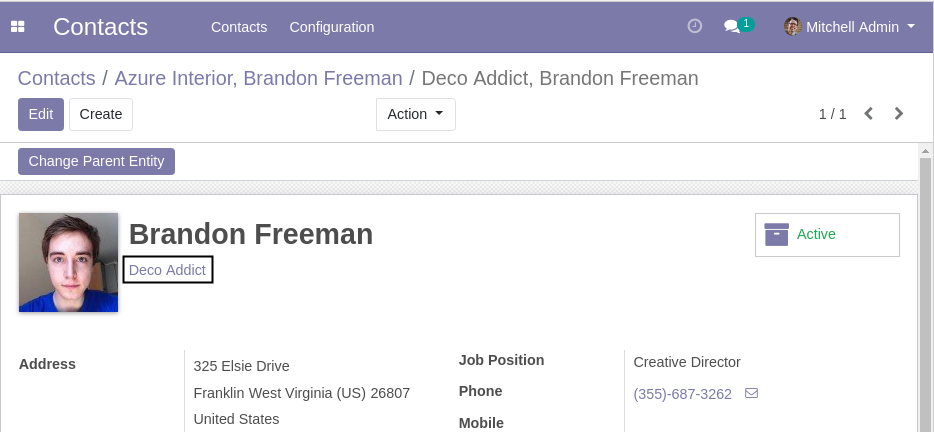 Contacts Contacts Configuration 1 Mitchell Admin
Contacts / Azure Interior, Brandon Freeman / Deco Addict, Brandon Freeman
Edit Create Action 1 / 1
Change Parent Entity
Brandon Freeman
Active
Deco Addict
Address
325 Elsie Drive
Franklin West Virginia (US) 26807
United States
Job Position Creative Director
Phone (355)-687-3262
Mobile